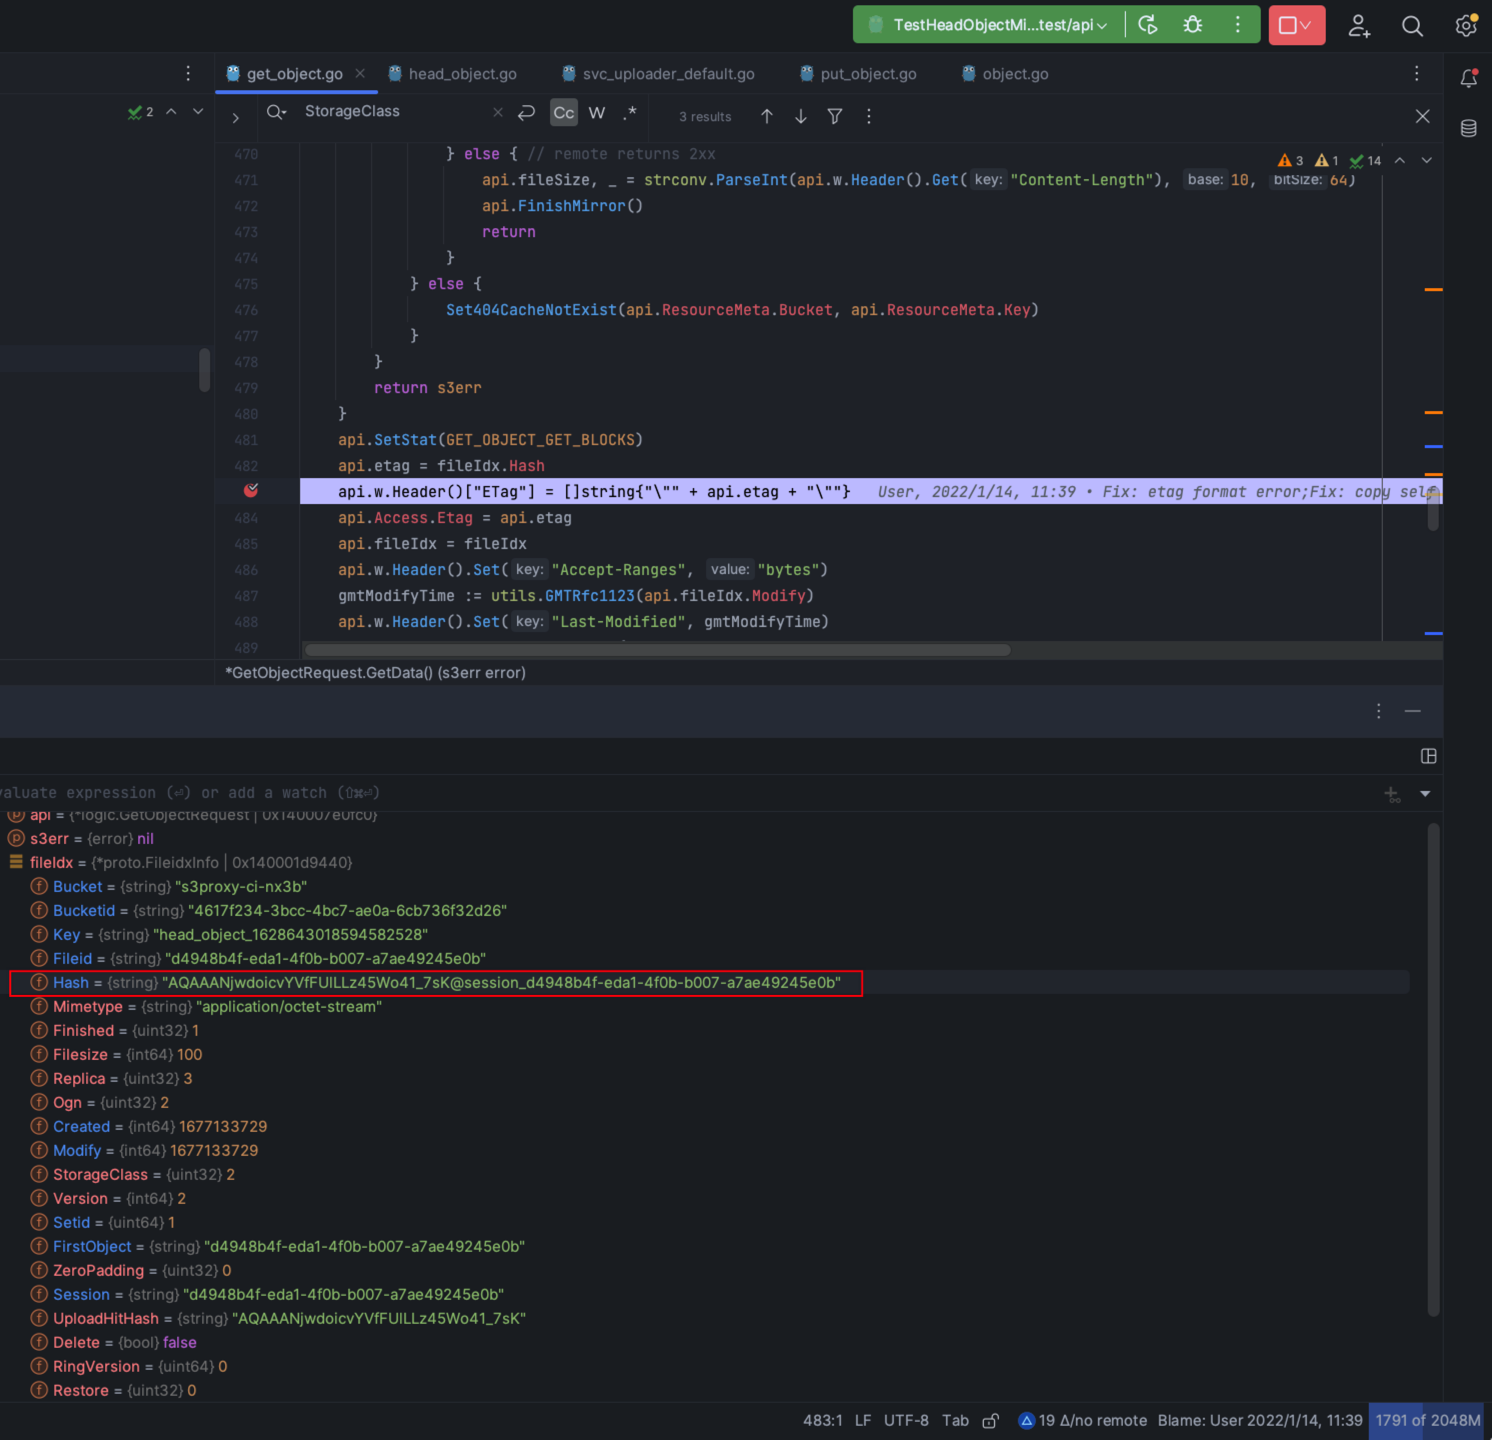 TestHeadObjectMi...test/api
get_object.go
head_object.go
svc_uploader_default.go
put_object.go
object.go
2
StorageClass
Cc
W
.*
3 results
470 } else { // remote returns 2xx
3 1 14
471 api.fileSize, _ = strconv.ParseInt(api.w.Header().Get( key: "Content-Length"), base: 10, bitSize: 64)
472 api.FinishMirror()
473 return
474 }
475 } else {
476 Set404CacheNotExist(api.ResourceMeta.Bucket, api.ResourceMeta.Key)
477 }
478 }
479 return s3err
480 }
481 api.SetStat(GET_OBJECT_GET_BLOCKS)
482 api.etag = fileIdx.Hash
api.w.Header()["ETag"] = []string{"\"" + api.etag + "\""} User, 2022/1/14, 11:39 • Fix: etag format error;Fix: copy self
484 api.Access.Etag = api.etag
485 api.fileIdx = fileIdx
486 api.w.Header().Set( key: "Accept-Ranges", value: "bytes")
487 gmtModifyTime := utils.GMTRfc1123(api.fileIdx.Modify)
488 api.w.Header().Set( key: "Last-Modified", gmtModifyTime)
489
*GetObjectRequest.GetData() (s3err error)
valuate expression (⏎) or add a watch (⇧⌘⏎)
api = {*logic.GetObjectRequest | 0x140007e0fc0}
s3err = {error} nil
fileIdx = {*proto.FileidxInfo | 0x140001d9440}
Bucket = {string} "s3proxy-ci-nx3b"
Bucketid = {string} "4617f234-3bcc-4bc7-ae0a-6cb736f32d26"
Key = {string} "head_object_1628643018594582528"
Fileid = {string} "d4948b4f-eda1-4f0b-b007-a7ae49245e0b"
Hash = {string} "AQAAANjwdoicvYVfFUlLLz45Wo41_7sK@session_d4948b4f-eda1-4f0b-b007-a7ae49245e0b"
Mimetype = {string} "application/octet-stream"
Finished = {uint32} 1
Filesize = {int64} 100
Replica = {uint32} 3
Ogn = {uint32} 2
Created = {int64} 1677133729
Modify = {int64} 1677133729
StorageClass = {uint32} 2
Version = {int64} 2
Setid = {uint64} 1
FirstObject = {string} "d4948b4f-eda1-4f0b-b007-a7ae49245e0b"
ZeroPadding = {uint32} 0
Session = {string} "d4948b4f-eda1-4f0b-b007-a7ae49245e0b"
UploadHitHash = {string} "AQAAANjwdoicvYVfFUlLLz45Wo41_7sK"
Delete = {bool} false
RingVersion = {uint64} 0
Restore = {uint32} 0
483:1 LF UTF-8 Tab 19 Δ/no remote Blame: User 2022/1/14, 11:39 1791 of 2048M